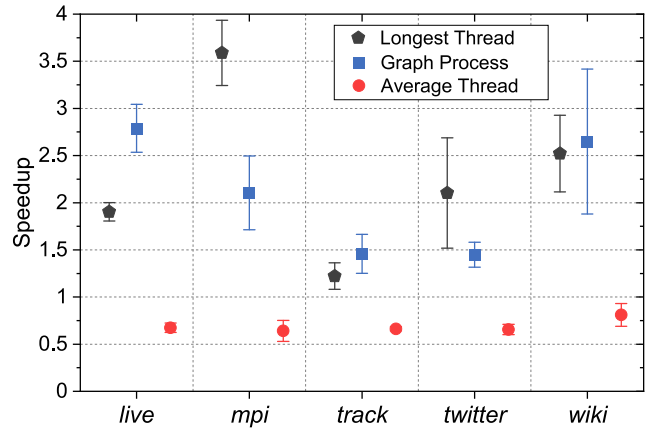 4
3.5
3
2.5
2
1.5
1
0.5
0
Speedup
Longest Thread
Graph Process
Average Thread
live mpi track twitter wiki